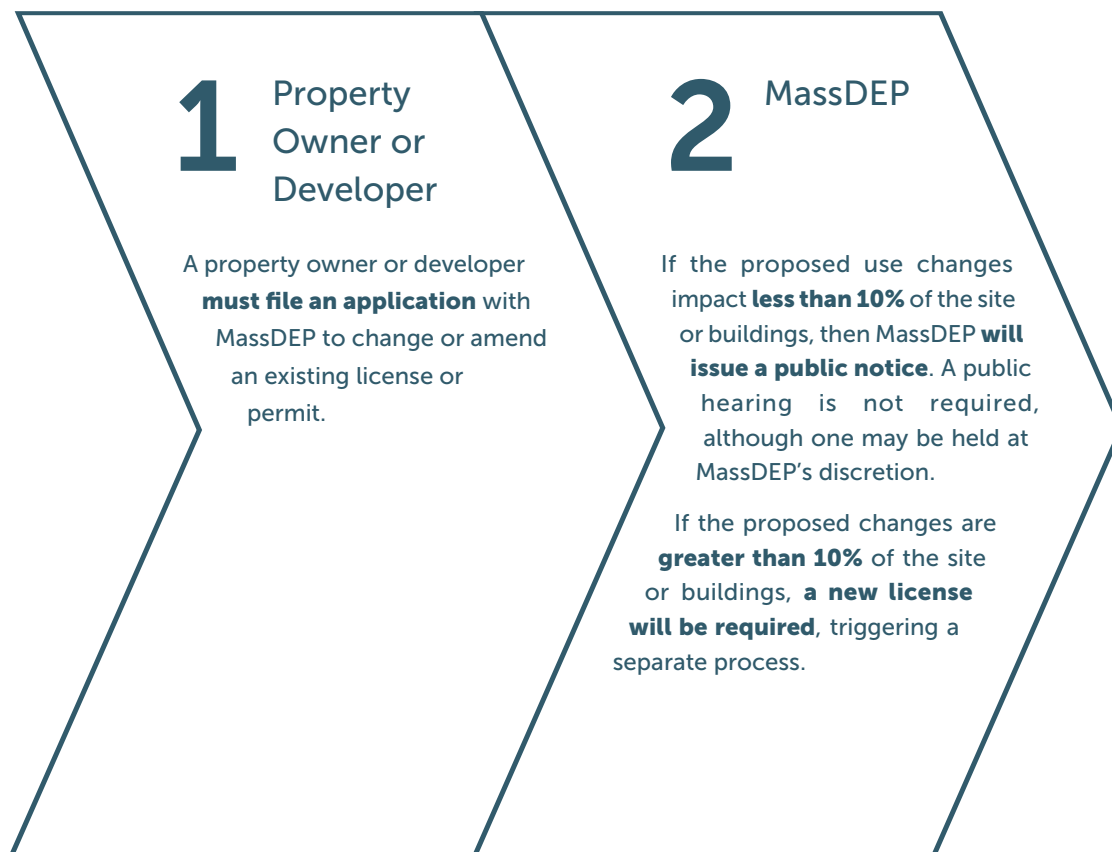 1
Property
Owner or
Developer
A property owner or developer
must file an application with
MassDEP to change or amend
an existing license or
permit.
2
MassDEP
If the proposed use changes
impact less than 10% of the site
or buildings, then MassDEP will
issue a public notice. A public
hearing is not required,
although one may be held at
MassDEP’s discretion.
If the proposed changes are
greater than 10% of the site
or buildings, a new license
will be required, triggering a
separate process.